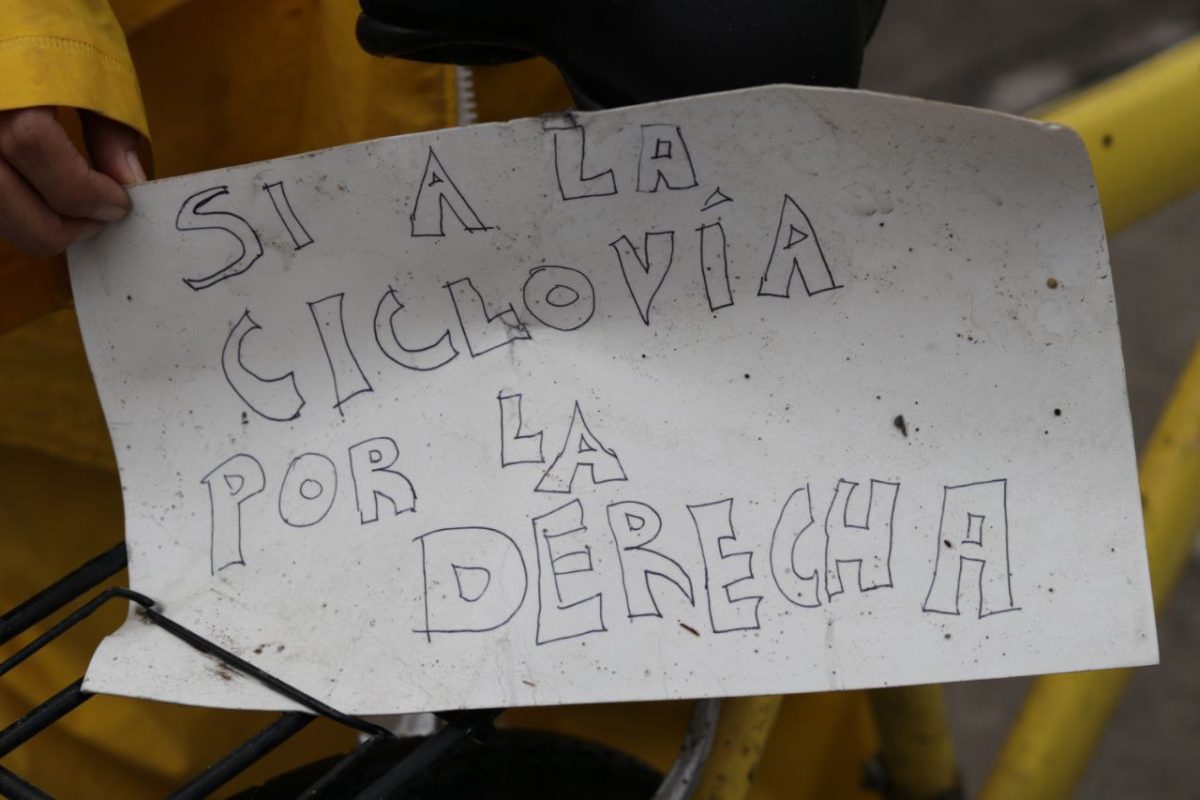 SI A LA
CICLOVÍA
POR LA
DERECHA